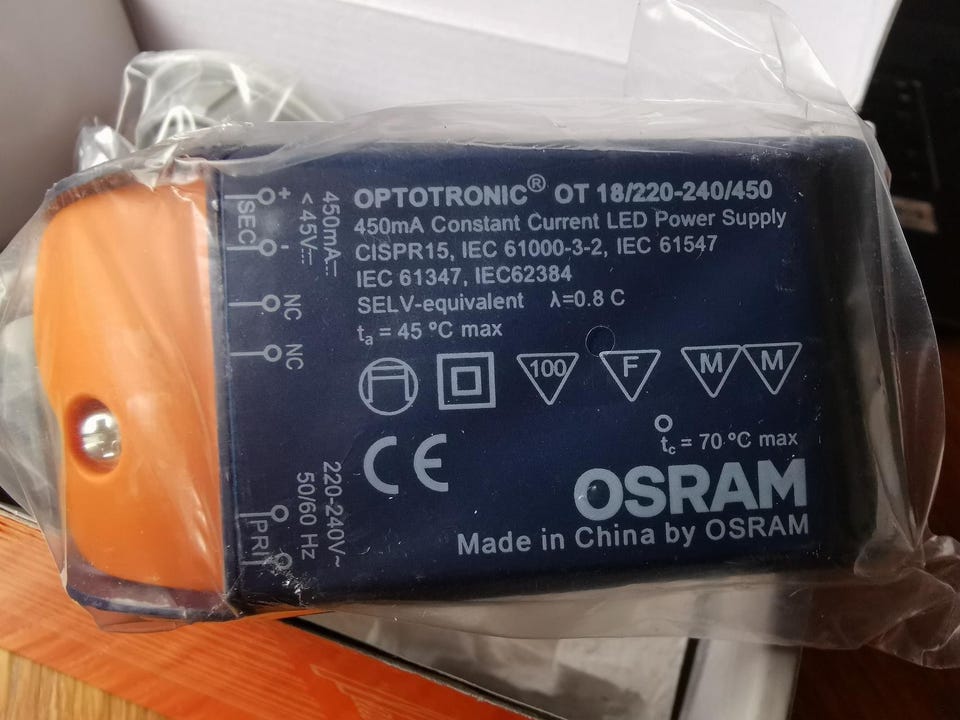 OPTOTRONIC® OT 18/220-240/450
450mA Constant Current LED Power Supply
CISPR15, IEC 61000-3-2, IEC 61547
IEC 61347, IEC62384
SELV-equivalent λ=0.8 C
ta = 45 ºC max
100 F M M
tc = 70 ºC max
CE
OSRAM
Made in China by OSRAM
+
-
SEC
450mA⎓
< 45V⎓
NC
NC
220-240V~
50/60 Hz
PRI